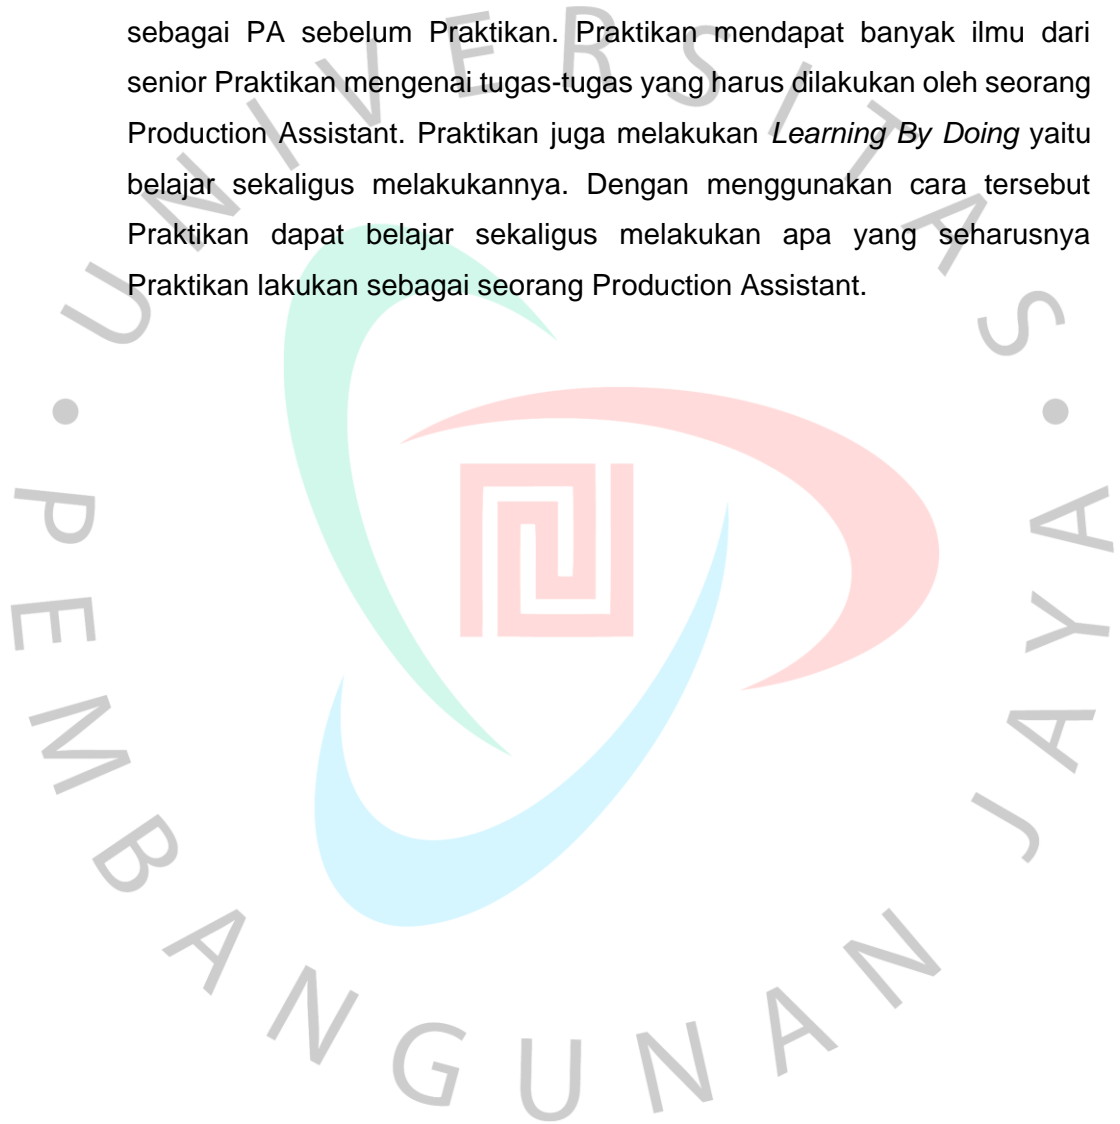 sebagai PA sebelum Praktikan. Praktikan mendapat banyak ilmu dari
senior Praktikan mengenai tugas-tugas yang harus dilakukan oleh seorang
Production Assistant. Praktikan juga melakukan Learning By Doing yaitu
belajar sekaligus melakukannya. Dengan menggunakan cara tersebut
Praktikan dapat belajar sekaligus melakukan apa yang seharusnya
Praktikan lakukan sebagai seorang Production Assistant.
UNIVERSITAS • PEMBANGUNAN JAYA •